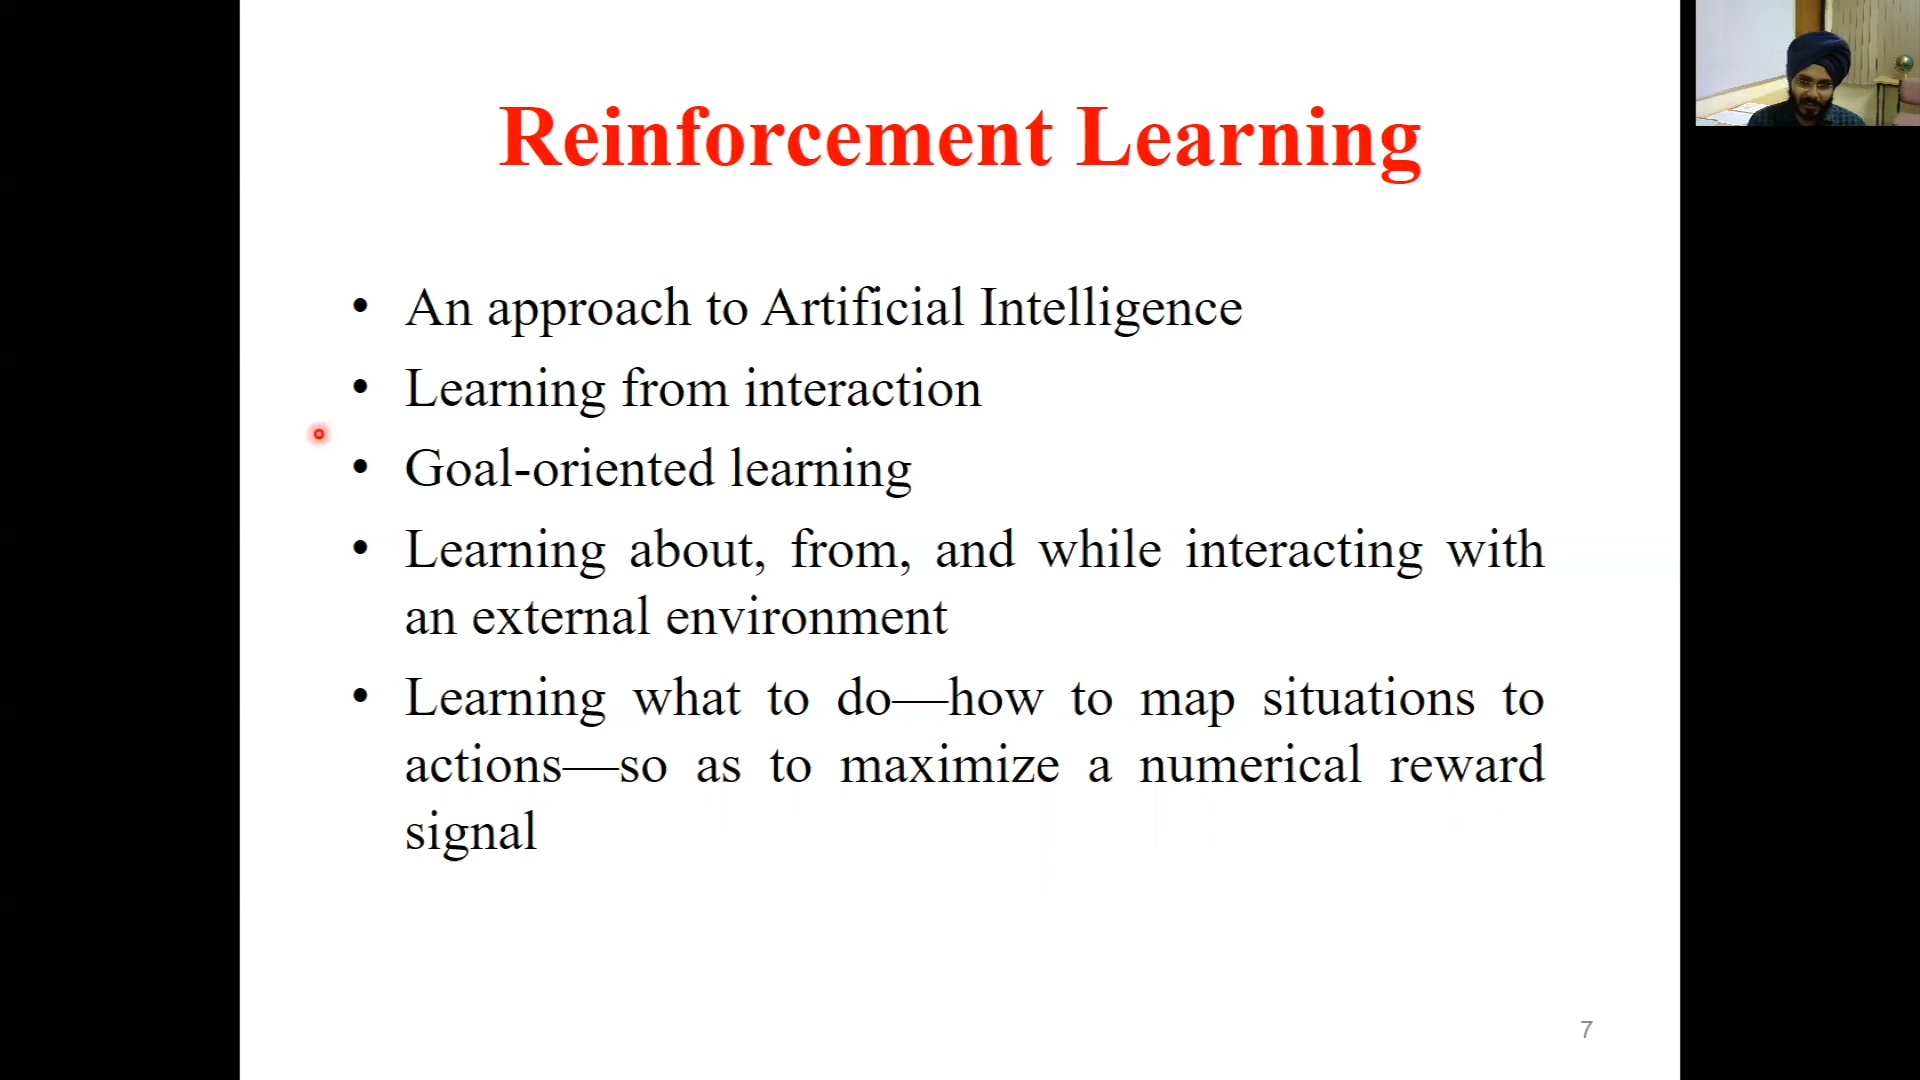 Reinforcement Learning
• An approach to Artificial Intelligence
• Learning from interaction
• Goal-oriented learning
• Learning about, from, and while interacting with
an external environment
• Learning what to do—how to map situations to
actions—so as to maximize a numerical reward
signal
7